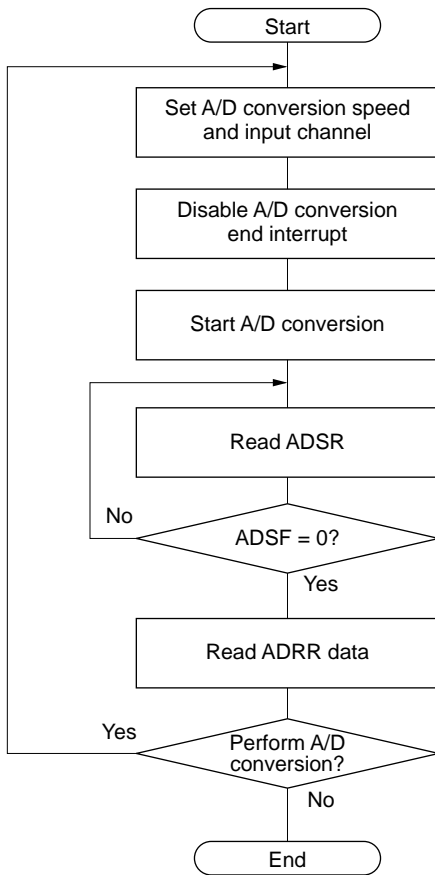 Start
Set A/D conversion speed
and input channel
Disable A/D conversion
end interrupt
Start A/D conversion
Read ADSR
No
ADSF = 0?
Yes
Read ADRR data
Yes
Perform A/D
conversion?
No
End